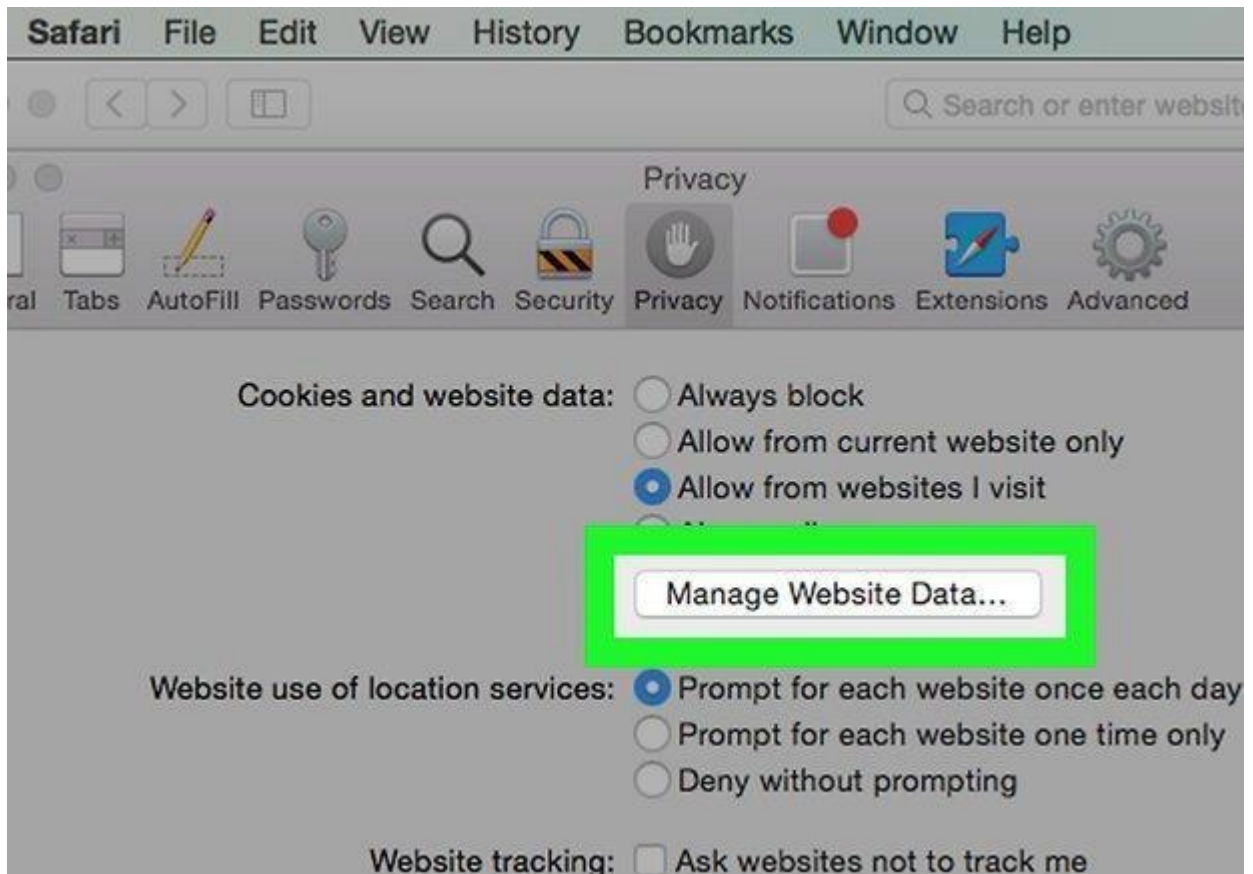 Safari File Edit View History Bookmarks Window Help
Search or enter website
Privacy
Tabs AutoFill Passwords Search Security Privacy Notifications Extensions Advanced
Cookies and website data: Always block
Allow from current website only
Allow from websites I visit
Manage Website Data...
Website use of location services: Prompt for each website once each day
Prompt for each website one time only
Deny without prompting
Website tracking: Ask websites not to track me